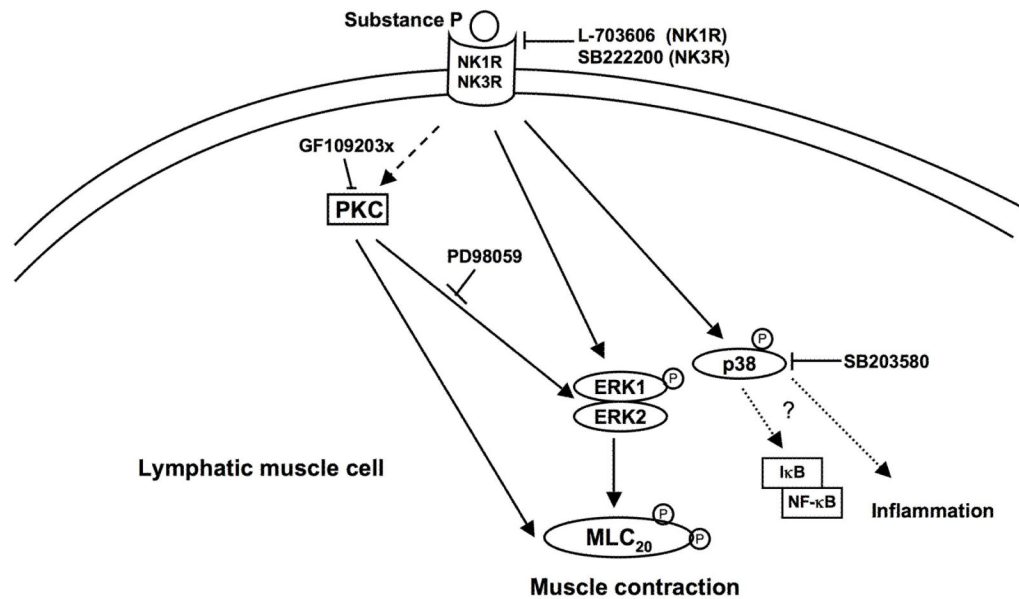 Substance P
L-703606 (NK1R)
SB222200 (NK3R)
NK1R
NK3R
GF109203x
PKC
PD98059
P
p38
SB203580
ERK1
P
ERK2
?
Lymphatic muscle cell
IκB
NF-κB
Inflammation
P
MLC20
P
Muscle contraction